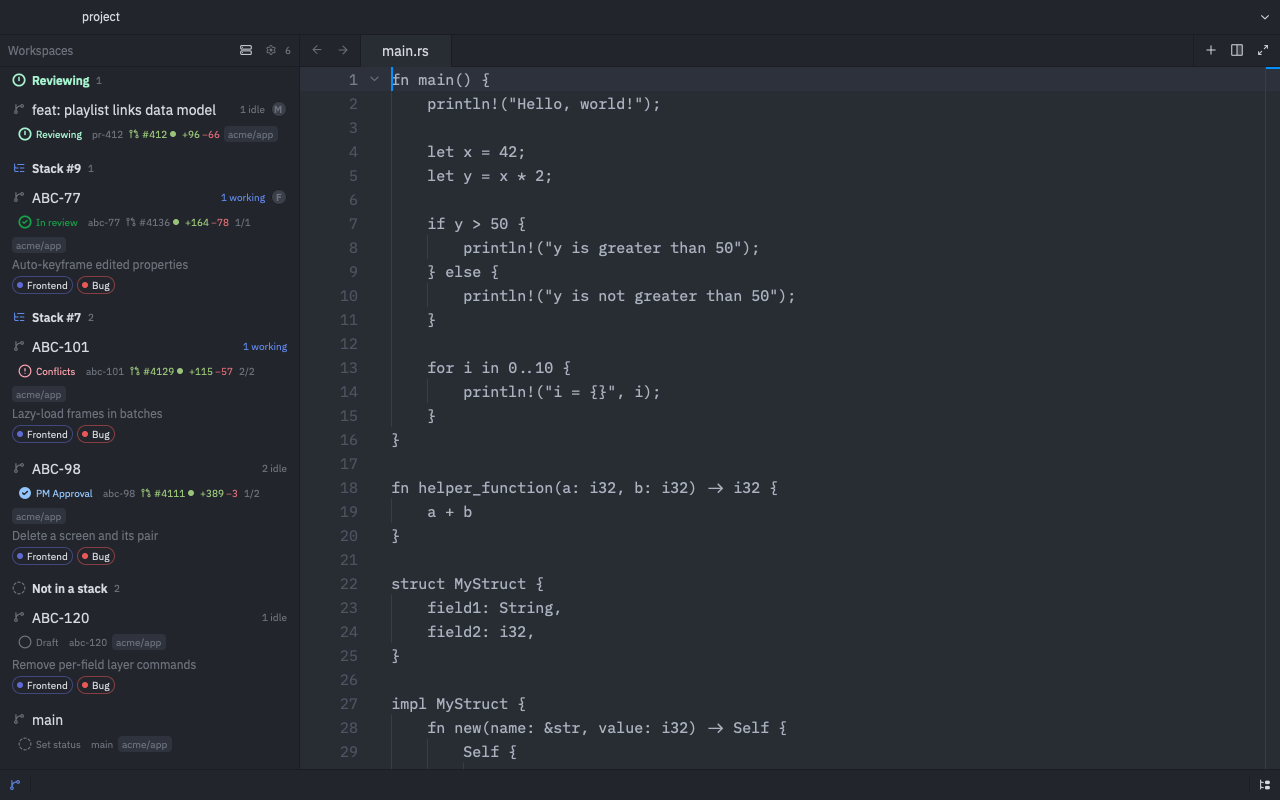 project
Workspaces 6
Reviewing 1
feat: playlist links data model 1 idle M
Reviewing pr-412 #412 +96 −66 acme/app
Stack #9 1
ABC-77 1 working F
In review abc-77 #4136 +164 −78 1/1
acme/app
Auto-keyframe edited properties
Frontend Bug
Stack #7 2
ABC-101 1 working
Conflicts abc-101 #4129 +115 −57 2/2
acme/app
Lazy-load frames in batches
Frontend Bug
ABC-98 2 idle
PM Approval abc-98 #4111 +389 −3 1/2
acme/app
Delete a screen and its pair
Frontend Bug
Not in a stack 2
ABC-120 1 idle
Draft abc-120 acme/app
Remove per-field layer commands
Frontend Bug
main
Set status main acme/app
main.rs
1 fn main() {
2 println!("Hello, world!");
3
4 let x = 42;
5 let y = x * 2;
6
7 if y > 50 {
8 println!("y is greater than 50");
9 } else {
10 println!("y is not greater than 50");
11 }
12
13 for i in 0..10 {
14 println!("i = {}", i);
15 }
16 }
17
18 fn helper_function(a: i32, b: i32) -> i32 {
19 a + b
20 }
21
22 struct MyStruct {
23 field1: String,
24 field2: i32,
25 }
26
27 impl MyStruct {
28 fn new(name: &str, value: i32) -> Self {
29 Self {